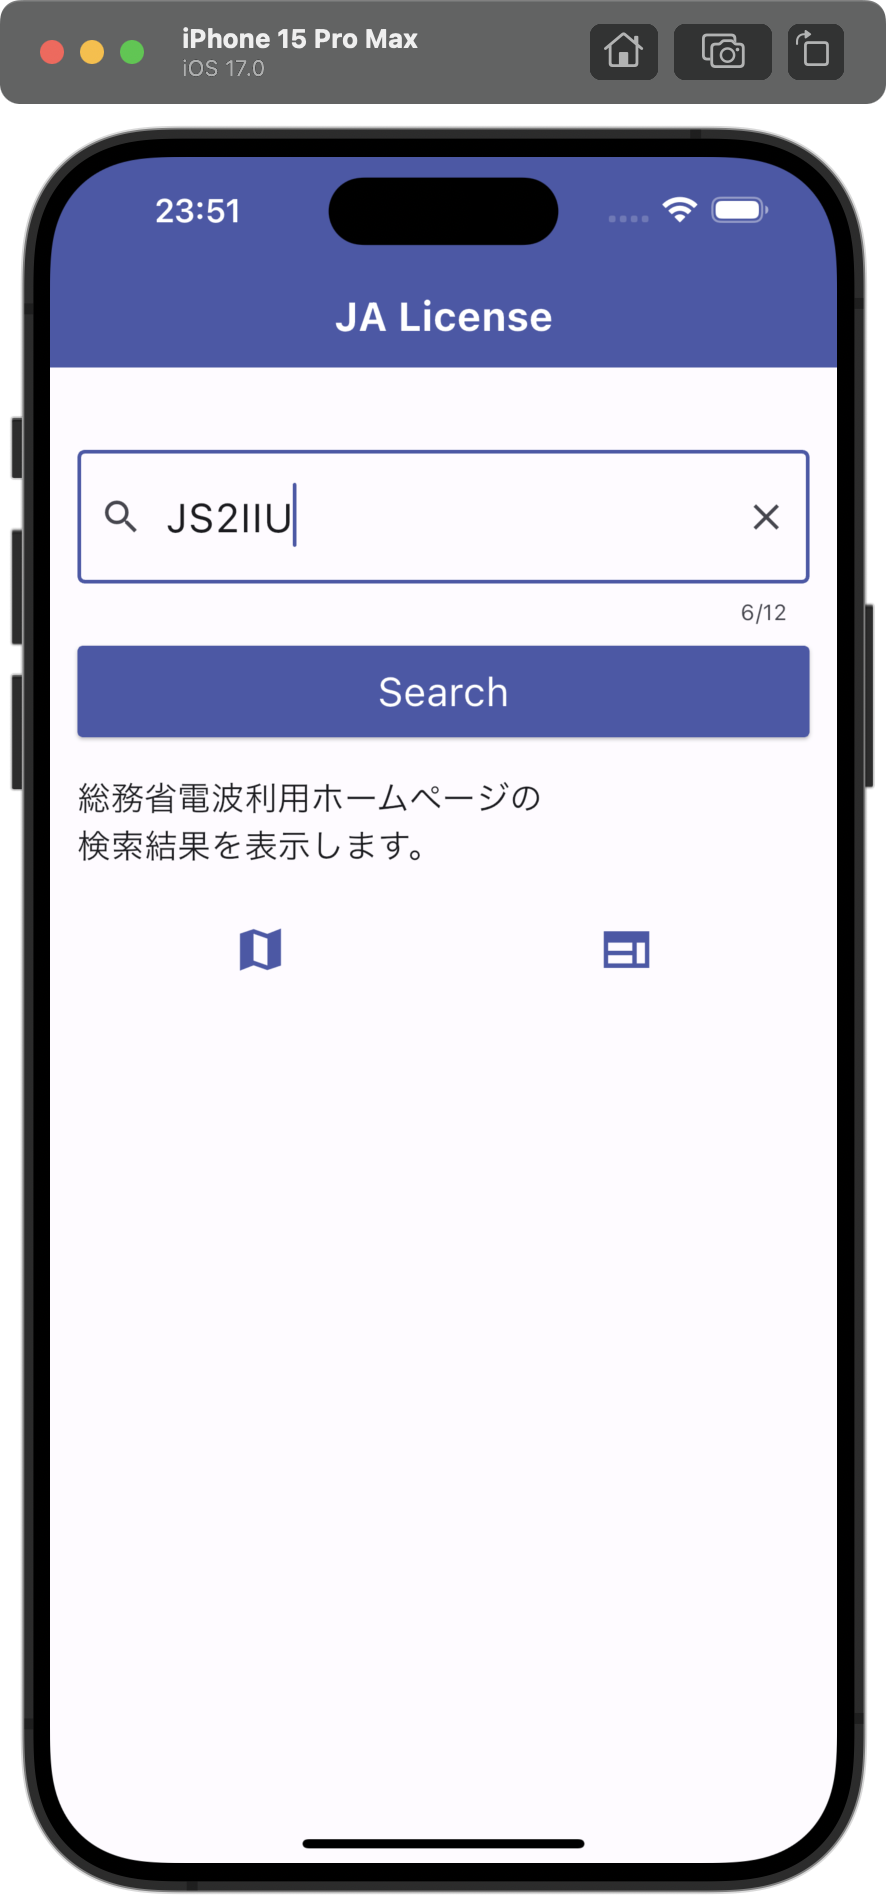 iPhone 15 Pro Max
iOS 17.0
23:51
JA License
JS2IIU
6/12
Search
総務省電波利用ホームページの
検索結果を表示します。